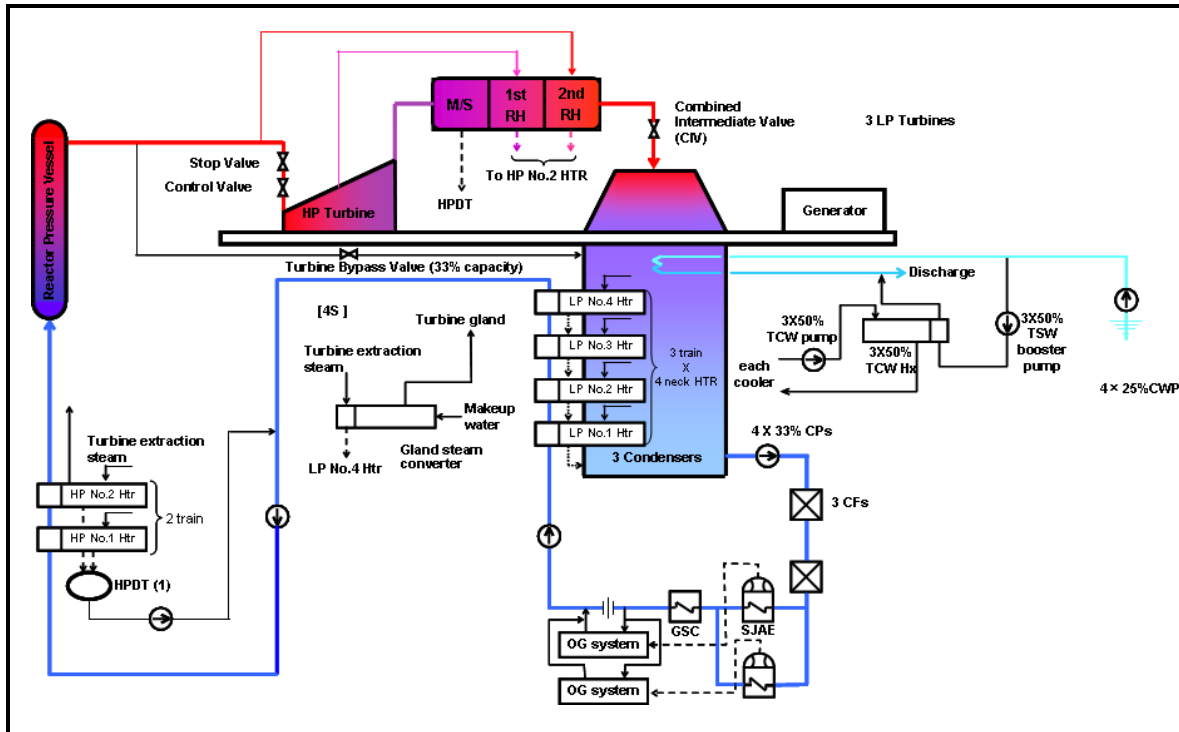 M/S
1st
RH
2nd
RH
Combined
Intermediate Valve
(CIV)
3 LP Turbines
Reactor Pressure Vessel
Stop Valve
Control Valve
To HP No.2 HTR
HPDT
HP Turbine
Generator
Turbine Bypass Valve (33% capacity)
Discharge
[4S ]
Turbine gland
LP No.4 Htr
LP No.3 Htr
LP No.2 Htr
LP No.1 Htr
3 train
X
4 neck HTR
3X50%
TCW pump
3X50%
TCW Hx
3X50%
TSW
booster
pump
each
cooler
4 × 25%CWP
Turbine extraction
steam
Makeup
water
Gland steam
converter
LP No.4 Htr
3 Condensers
4 X 33% CPs
3 CFs
Turbine extraction
steam
HP No.2 Htr
HP No.1 Htr
2 train
HPDT (1)
GSC
SJAE
OG system
OG system